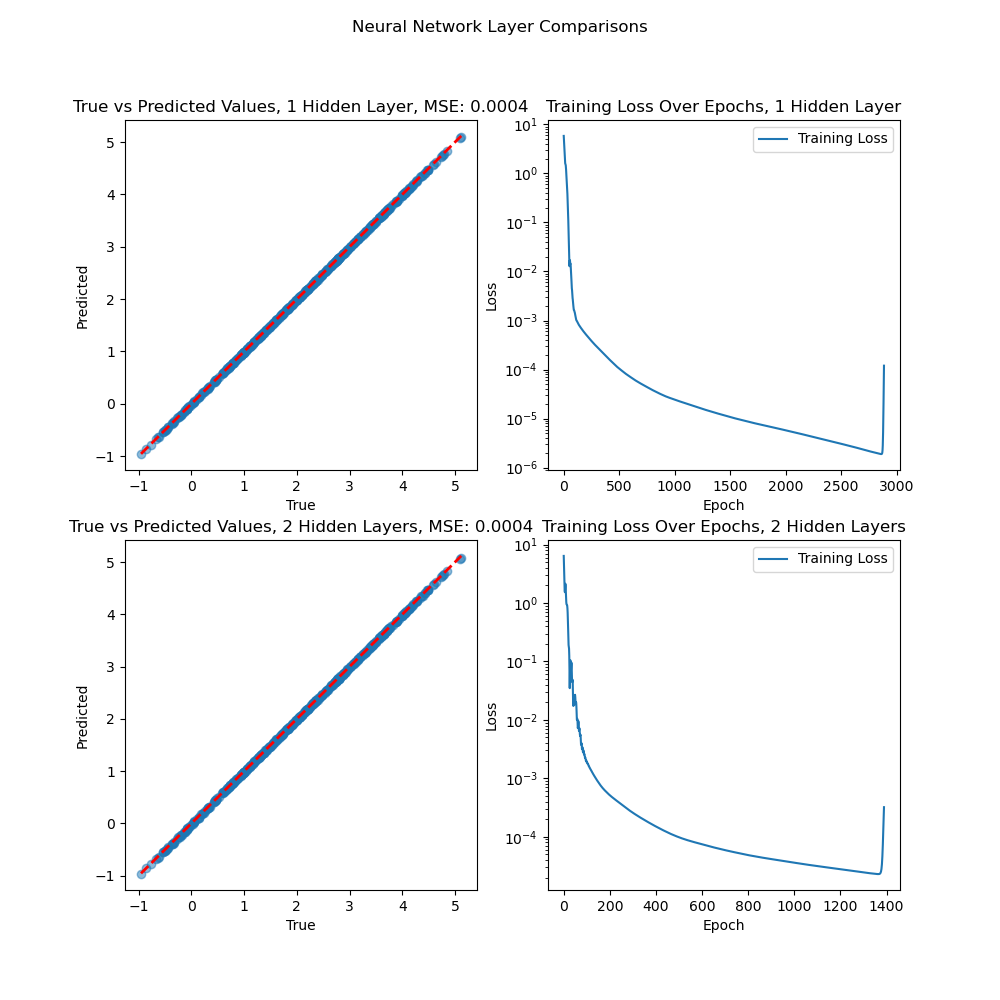 Neural Network Layer Comparisons
True vs Predicted Values, 1 Hidden Layer, MSE: 0.0004
Predicted
5
4
3
2
1
0
−1
−1 0 1 2 3 4 5
True
Training Loss Over Epochs, 1 Hidden Layer
Training Loss
Loss
10¹
10⁰
10⁻¹
10⁻²
10⁻³
10⁻⁴
10⁻⁵
10⁻⁶
0 500 1000 1500 2000 2500 3000
Epoch
True vs Predicted Values, 2 Hidden Layers, MSE: 0.0004
Predicted
5
4
3
2
1
0
−1
−1 0 1 2 3 4 5
True
Training Loss Over Epochs, 2 Hidden Layers
Training Loss
Loss
10¹
10⁰
10⁻¹
10⁻²
10⁻³
10⁻⁴
0 200 400 600 800 1000 1200 1400
Epoch